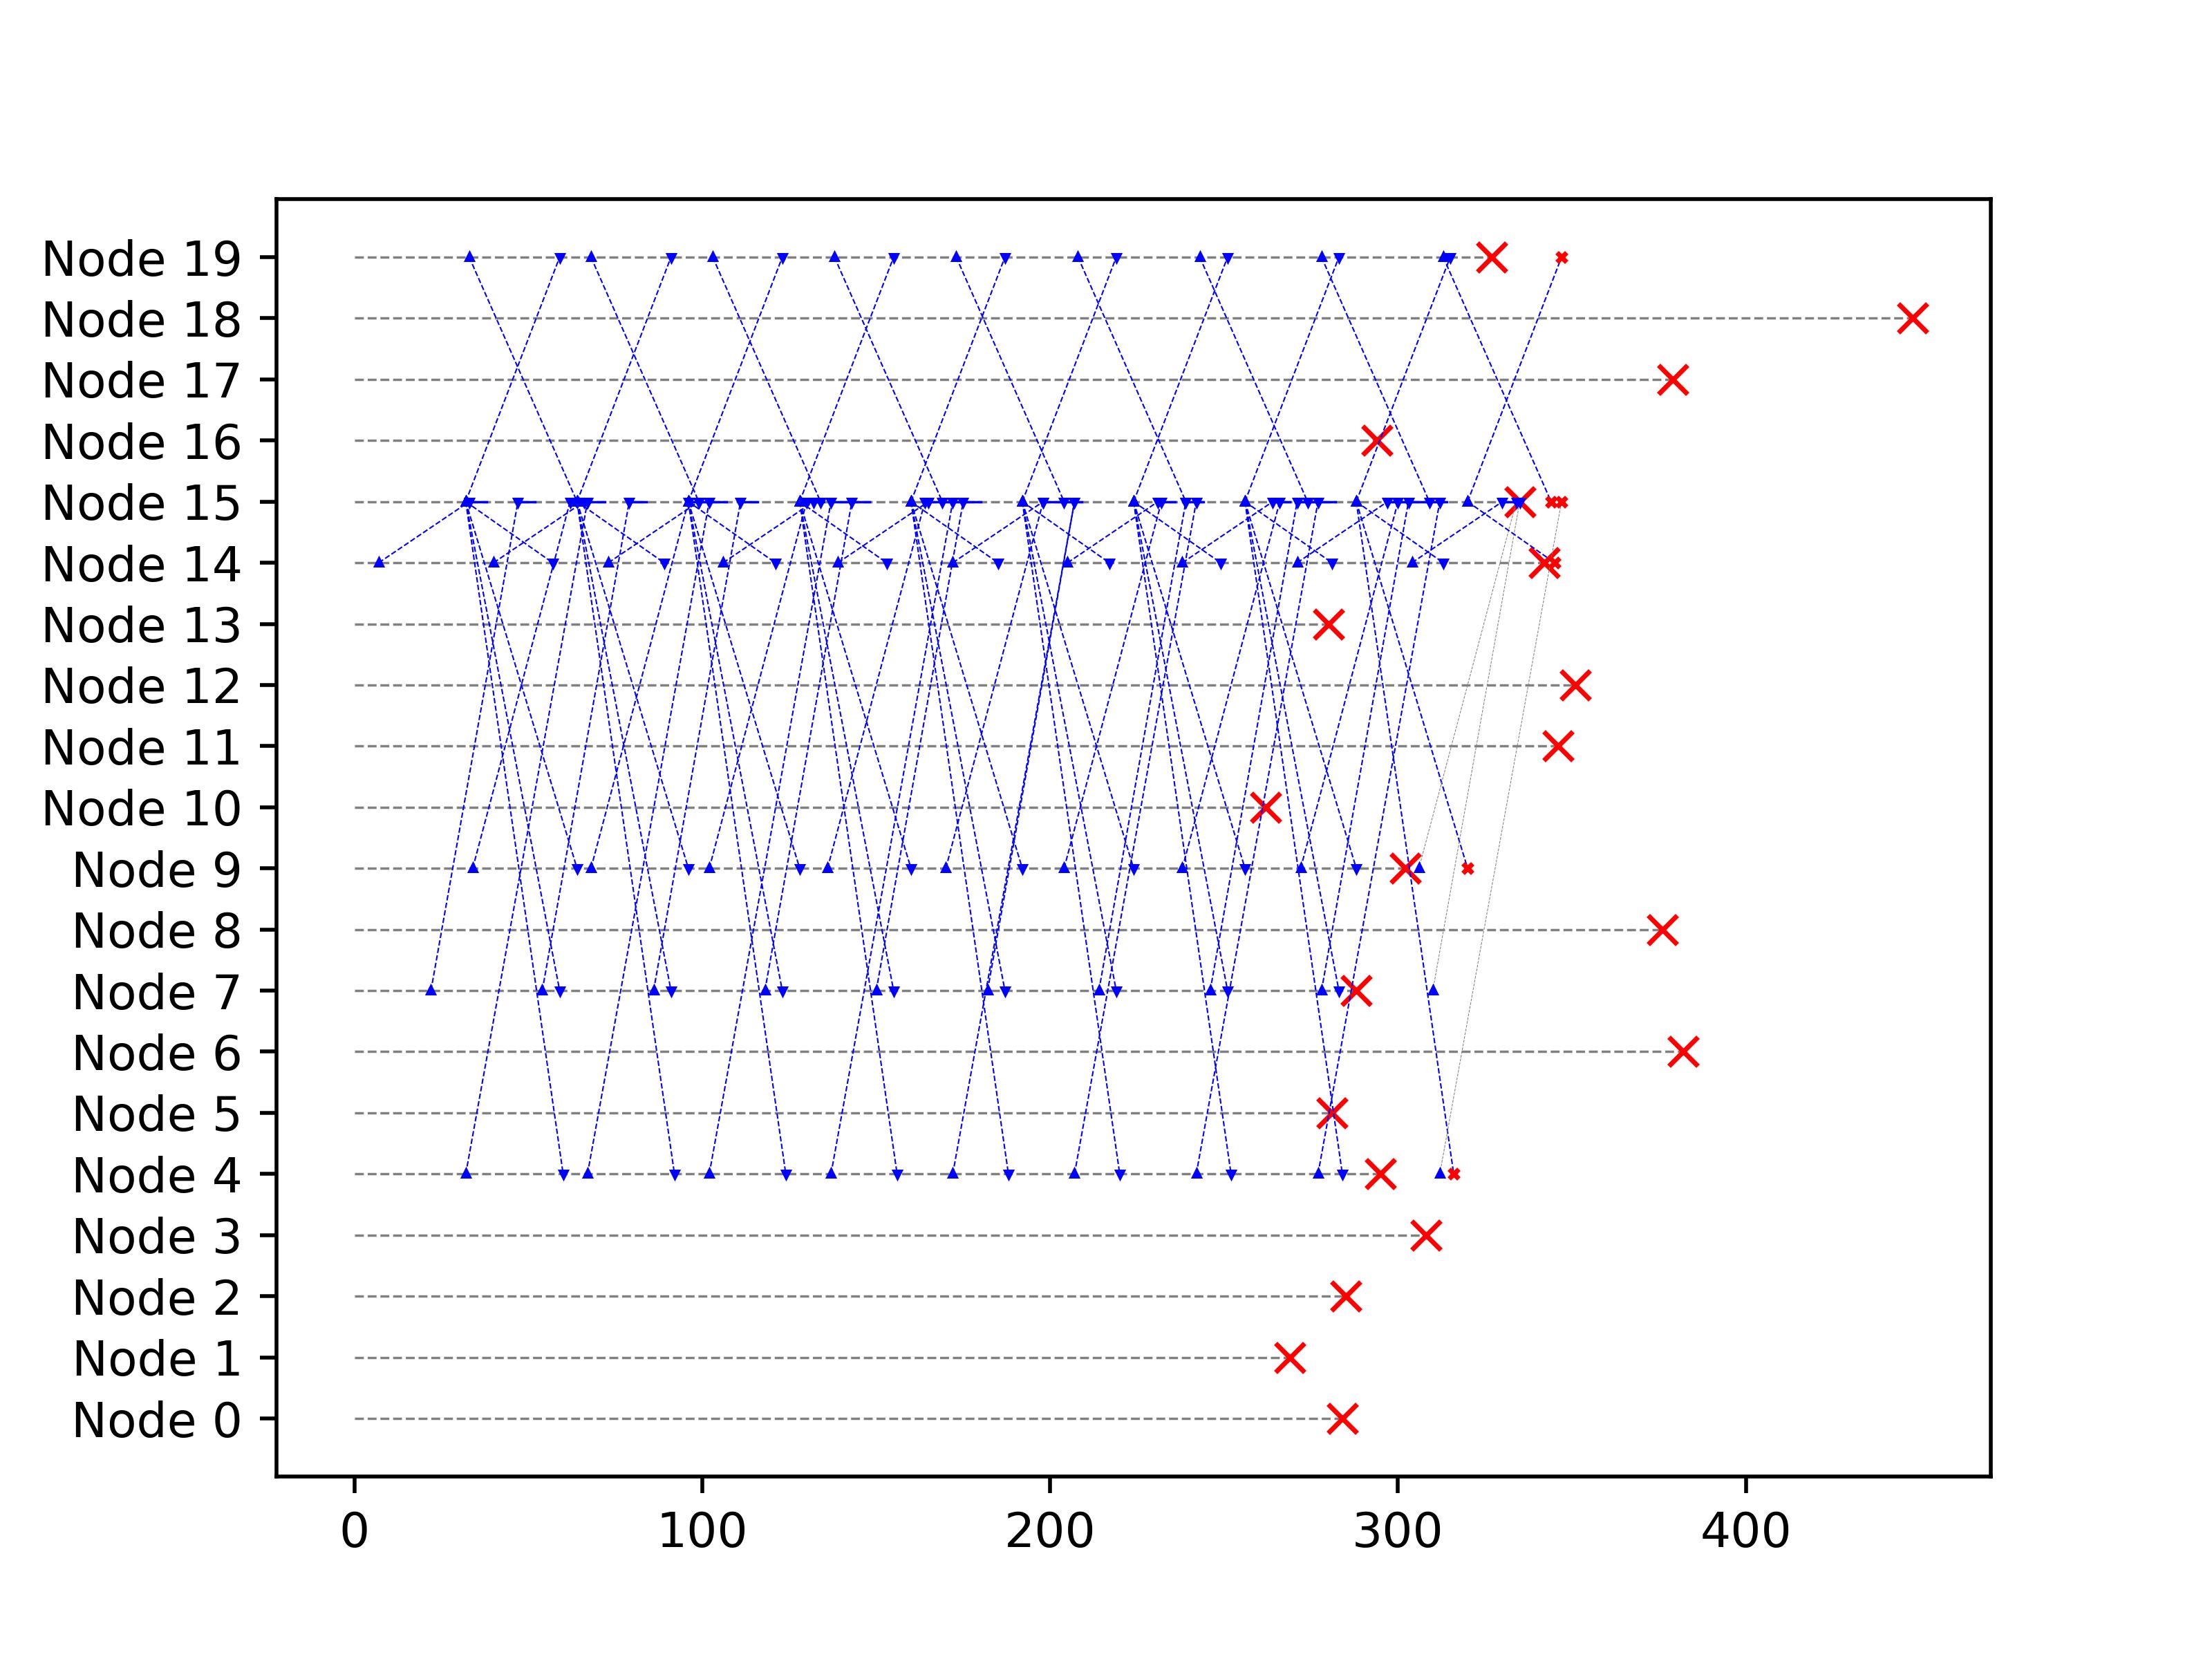 Node 19
Node 18
Node 17
Node 16
Node 15
Node 14
Node 13
Node 12
Node 11
Node 10
Node 9
Node 8
Node 7
Node 6
Node 5
Node 4
Node 3
Node 2
Node 1
Node 0
0 100 200 300 400